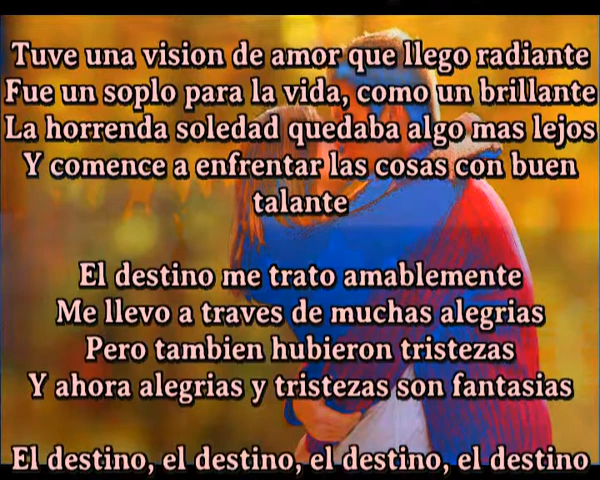 Tuve una vision de amor que llego radiante
Fue un soplo para la vida, como un brillante
La horrenda soledad quedaba algo mas lejos
Y comence a enfrentar las cosas con buen
talante
El destino me trato amablemente
Me llevo a traves de muchas alegrias
Pero tambien hubieron tristezas
Y ahora alegrias y tristezas son fantasias
El destino, el destino, el destino, el destino